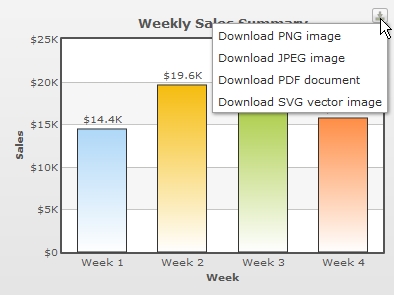 Weekly Sales Summary
Download PNG image
Download JPEG image
Download PDF document
Download SVG vector image
$25K
$20K
$15K
$10K
$5K
$0
Sales
$14.4K
$19.6K
Week 1
Week 2
Week 3
Week 4
Week